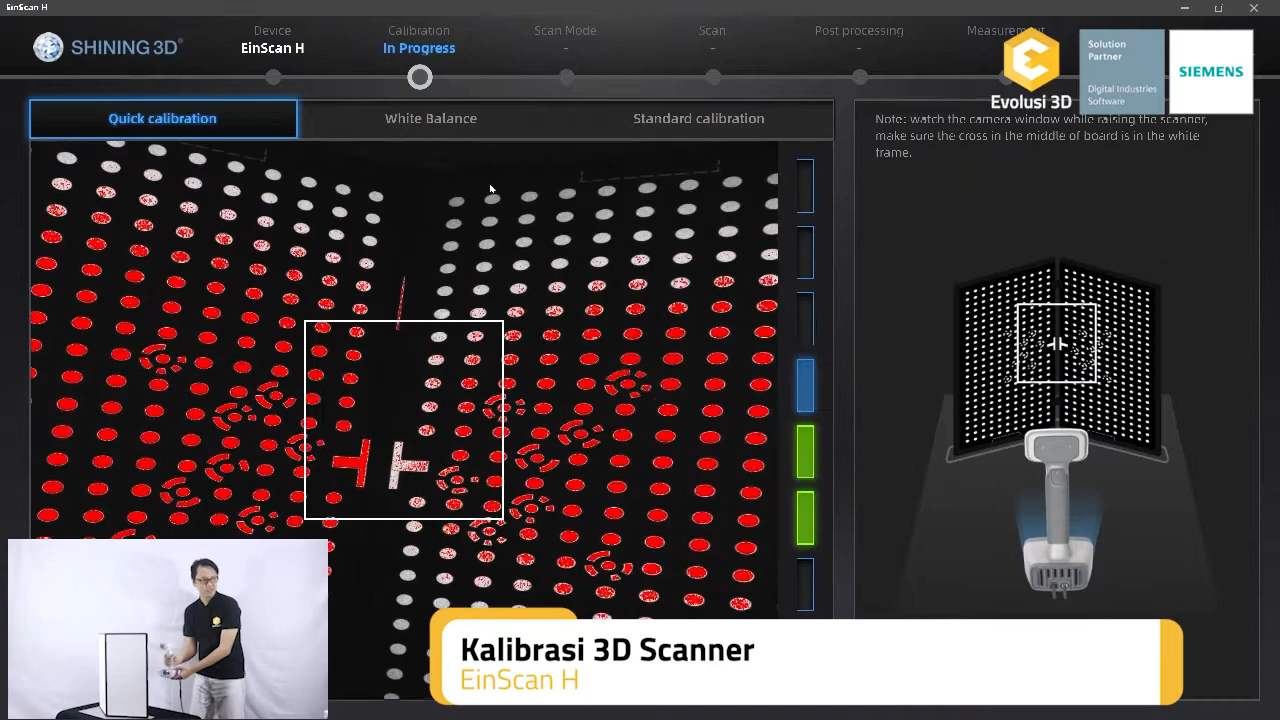 EinScan H
SHINING 3D®
Device
EinScan H
Calibration
In Progress
Scan Mode
-
Scan
-
Post processing
-
Evolusi 3D
Solution
Partner
Digital Industries
Software
SIEMENS
Quick calibration
White Balance
Standard calibration
Note: watch the camera window while raising the scanner,
make sure the cross in the middle of board is in the white
frame.
Kalibrasi 3D Scanner
EinScan H